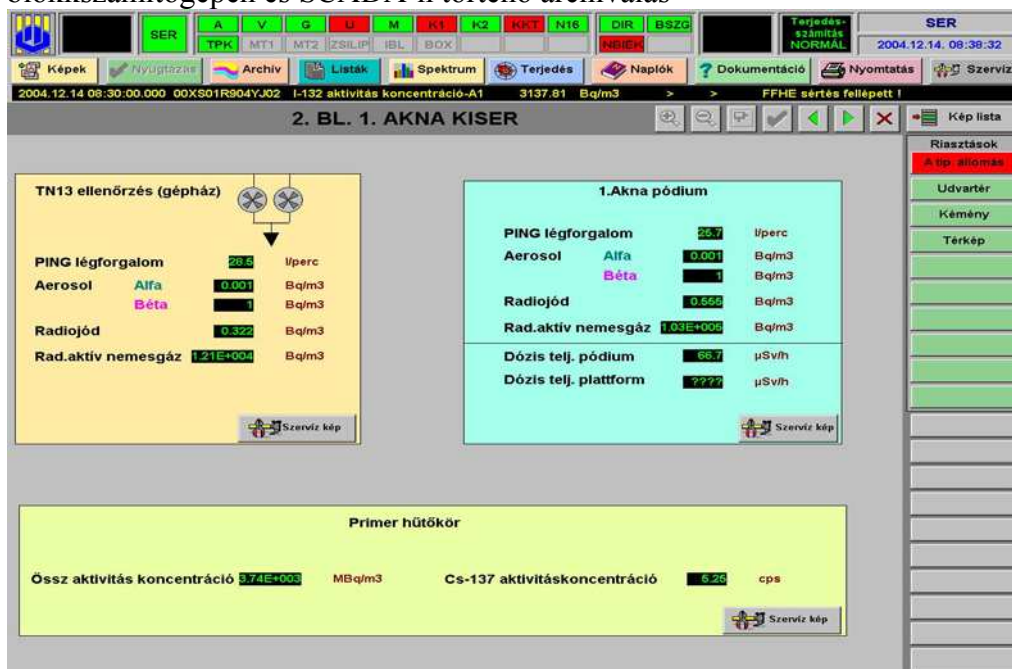 blokkszámítógépen és SCADA-n történő archiválás
SER A V G Ü M K1 K2 KKT N16 DIR BSZG Terjedés- számítás NORMÁL SER
TPK MT1 MT2 ZSILIP IBL BOX NBIEK 2004.12.14. 08:38:32
Képek Nyugtázás Archív Listák Spektrum Terjedés Naplók ? Dokumentáció Nyomtatás Szerviz
2004.12.14 08:30:00.000 00XS01R904YJ02 I-132 aktivitás koncentráció-A1 3137.81 Bq/m3 > > FFHE sértés fellépett !
2. BL. 1. AKNA KISER Kép lista
Riasztások
A tip. állomás
Udvartér
Kémény
Térkép
TN13 ellenőrzés (gépház)
PING légforgalom 28.5 l/perc
Aerosol Alfa 0.001 Bq/m3
Béta 1 Bq/m3
Radiojód 0.322 Bq/m3
Rad.aktív nemesgáz 1.21E+004 Bq/m3
Szervíz kép
1.Akna pódium
PING légforgalom 25.7 l/perc
Aerosol Alfa 0.001 Bq/m3
Béta 1 Bq/m3
Radiojód 0.555 Bq/m3
Rad.aktív nemesgáz 1.03E+005 Bq/m3
Dózis telj. pódium 66.7 µSv/h
Dózis telj. plattform ???? µSv/h
Szervíz kép
Primer hűtőkör
Össz aktivitás koncentráció 3.74E+003 MBq/m3 Cs-137 aktivitáskoncentráció 5.25 cps
Szervíz kép